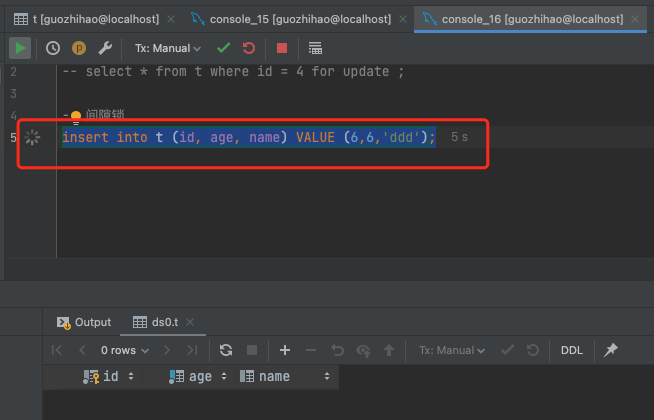 t [guozhihao@localhost] console_15 [guozhihao@localhost] console_16 [guozhihao@localhost]
Tx: Manual
2 -- select * from t where id = 4 for update ;
3
4 - 间隙锁
5 insert into t (id, age, name) VALUE (6,6,'ddd'); 5 s
Output ds0.t
0 rows Tx: Manual DDL
id age name